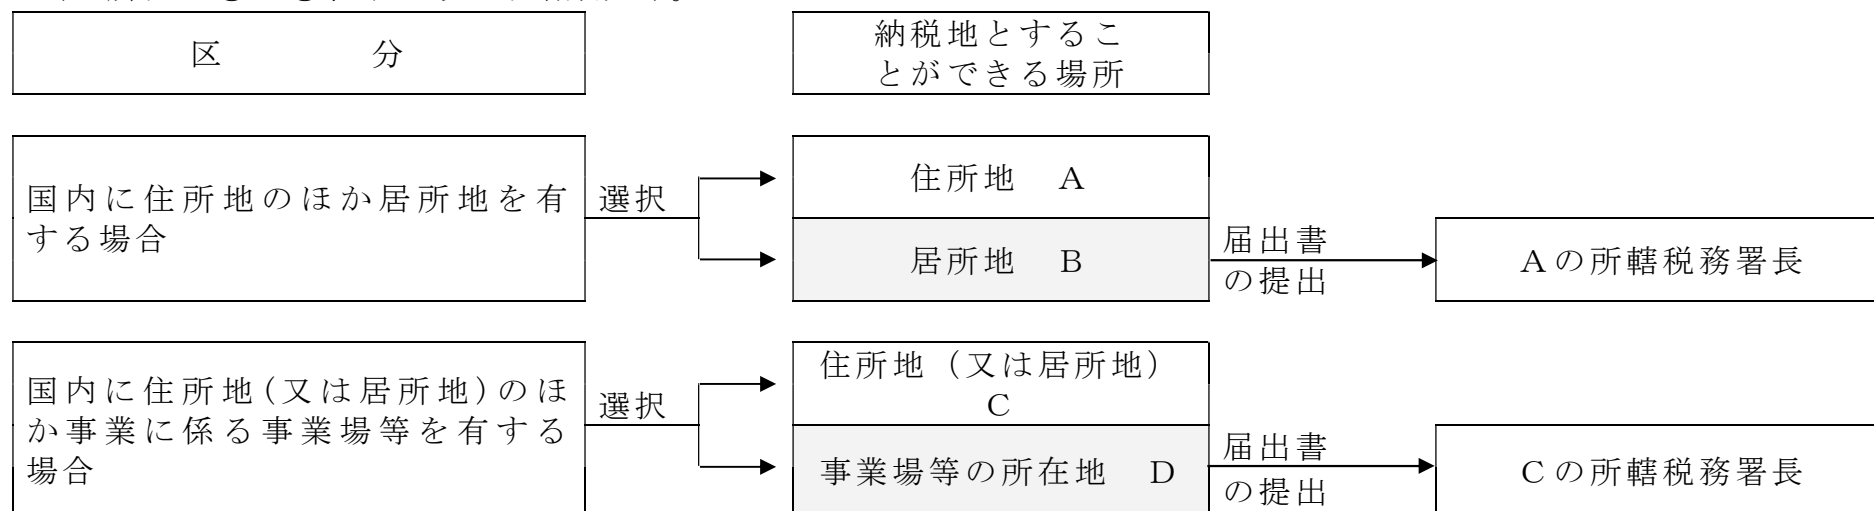 区　　　　分
納税地とするこ
とができる場所
国内に住所地のほか居所地を有
する場合
選択
住所地　A
居所地　B
届出書
の提出
Aの所轄税務署長
国内に住所地(又は居所地)のほ
か事業に係る事業場等を有する
場合
選択
住所地（又は居所地）
C
事業場等の所在地　D
届出書
の提出
Cの所轄税務署長